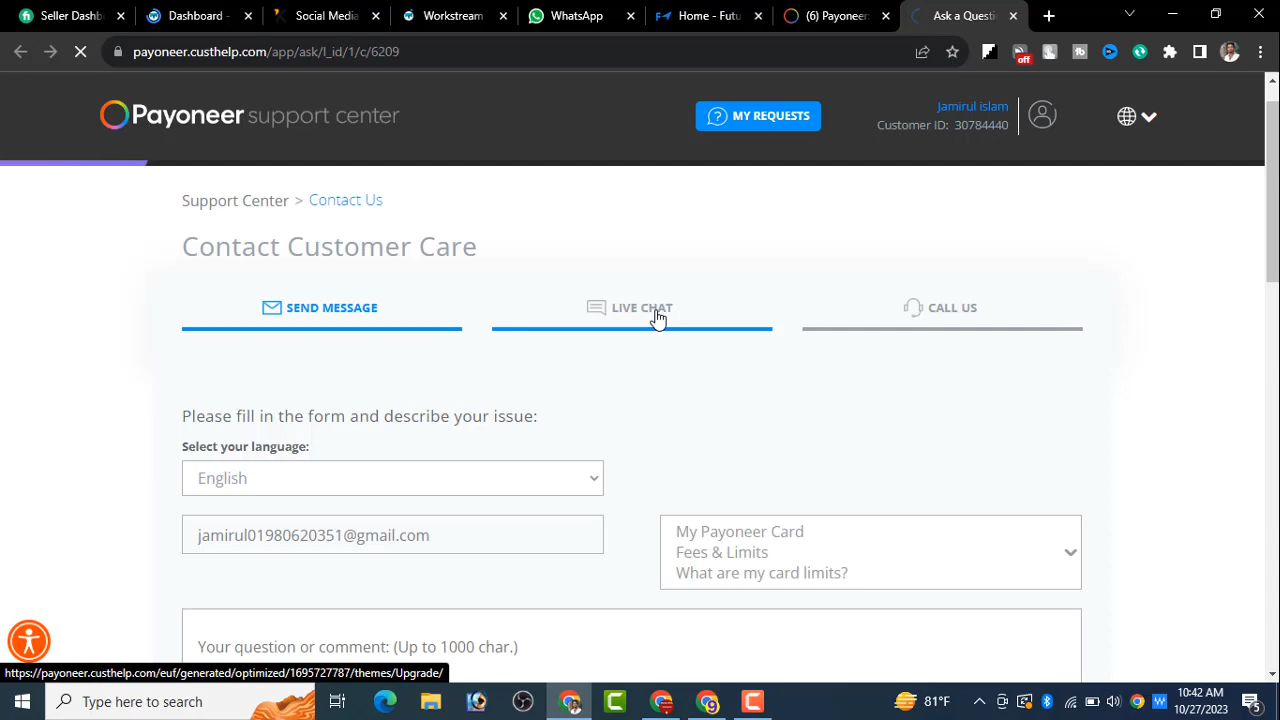 Seller Dashb
Dashboard -
Social Media
Workstream
WhatsApp
Home - Futu
(6) Payoneer
Ask a Questi
payoneer.custhelp.com/app/ask/l_id/1/c/6209
off
Payoneer support center
MY REQUESTS
Jamirul islam
Customer ID: 30784440
Support Center > Contact Us
Contact Customer Care
SEND MESSAGE
LIVE CHAT
CALL US
Please fill in the form and describe your issue:
Select your language:
English
jamirul01980620351@gmail.com
My Payoneer Card
Fees & Limits
What are my card limits?
Your question or comment: (Up to 1000 char.)
https://payoneer.custhelp.com/euf/generated/optimized/1695727787/themes/Upgrade/
Type here to search
81°F
10:42 AM
10/27/2023
5